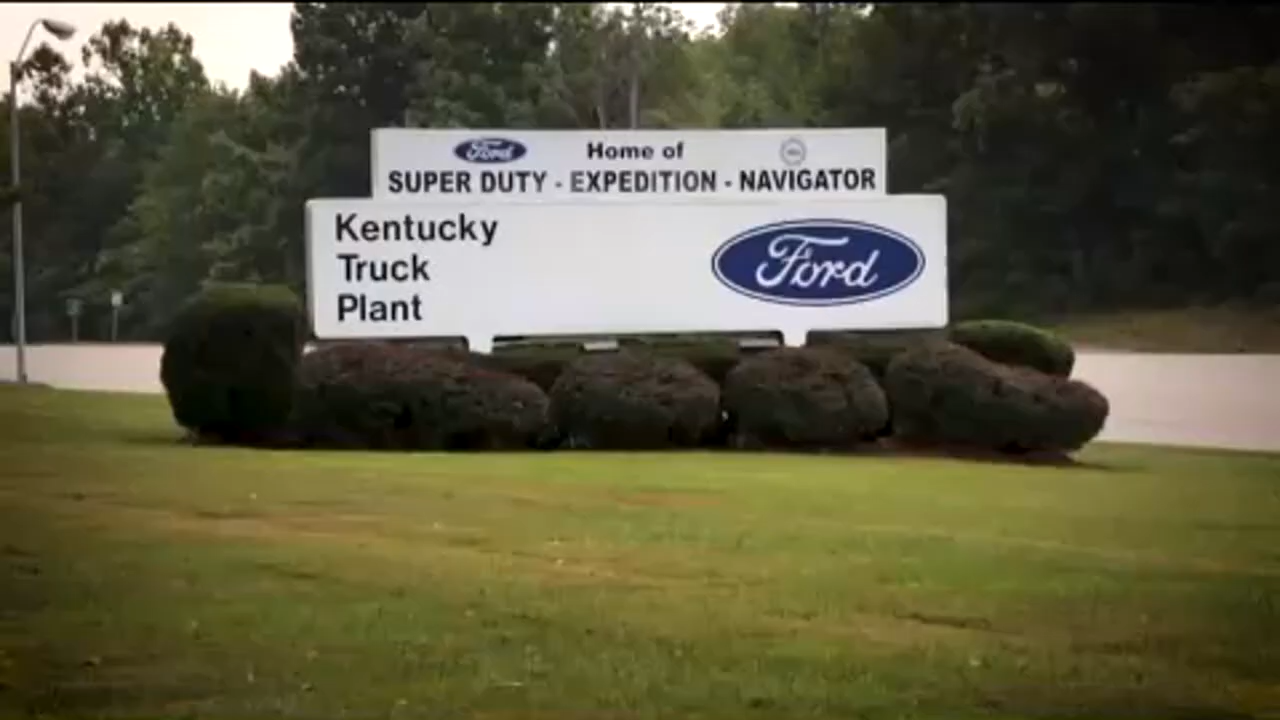 Ford Home of
SUPER DUTY - EXPEDITION - NAVIGATOR
Kentucky
Truck
Plant
Ford